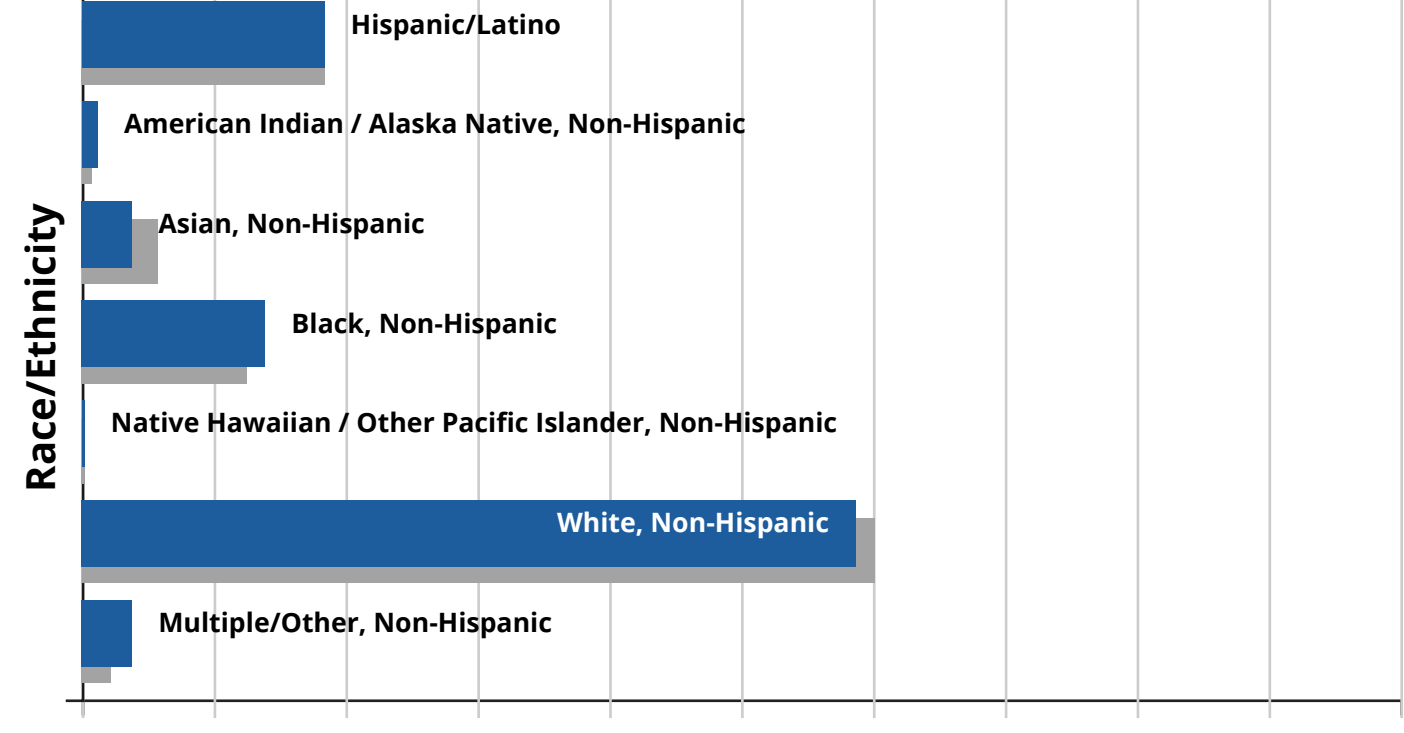 Hispanic/Latino
American Indian / Alaska Native, Non-Hispanic
Asian, Non-Hispanic
Race/Ethnicity
Black, Non-Hispanic
Native Hawaiian / Other Pacific Islander, Non-Hispanic
White, Non-Hispanic
Multiple/Other, Non-Hispanic